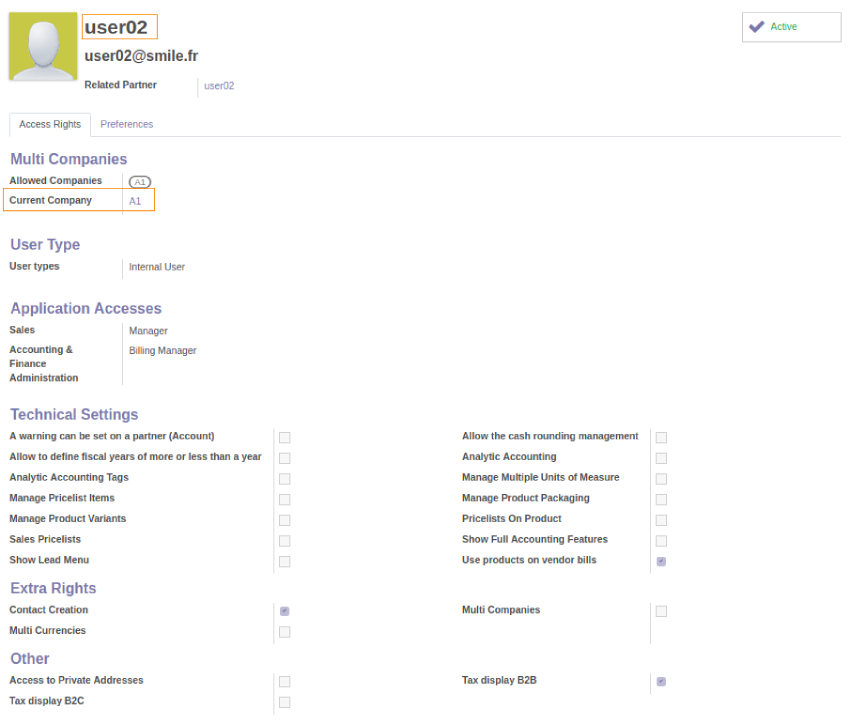 user02
Active
user02@smile.fr
Related Partner user02
Access Rights Preferences
Multi Companies
Allowed Companies A1
Current Company A1
User Type
User types Internal User
Application Accesses
Sales Manager
Accounting & Billing Manager
Finance
Administration
Technical Settings
A warning can be set on a partner (Account) Allow the cash rounding management
Allow to define fiscal years of more or less than a year Analytic Accounting
Analytic Accounting Tags Manage Multiple Units of Measure
Manage Pricelist Items Manage Product Packaging
Manage Product Variants Pricelists On Product
Sales Pricelists Show Full Accounting Features
Show Lead Menu Use products on vendor bills
Extra Rights
Contact Creation Multi Companies
Multi Currencies
Other
Access to Private Addresses Tax display B2B
Tax display B2C